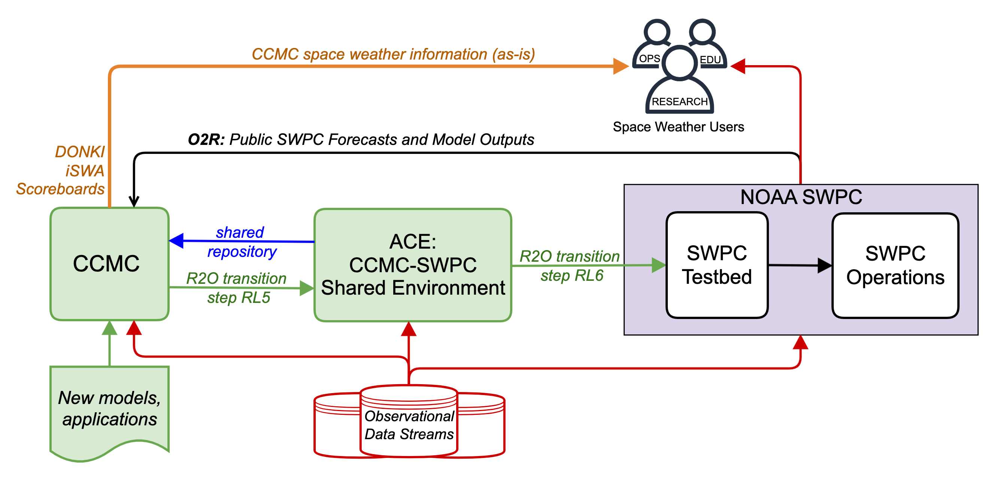 CCMC space weather information (as-is)
OPS
EDU
RESEARCH
Space Weather Users
O2R: Public SWPC Forecasts and Model Outputs
DONKI
iSWA
Scoreboards
NOAA SWPC
CCMC
shared
repository
R2O transition
step RL5
ACE:
CCMC-SWPC
Shared Environment
R2O transition
step RL6
SWPC
Testbed
SWPC
Operations
New models,
applications
Observational
Data Streams